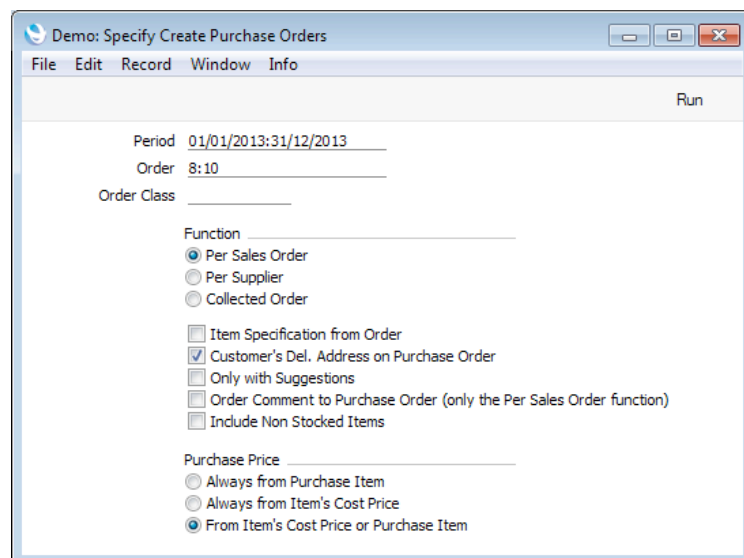 Demo: Specify Create Purchase Orders
File Edit Record Window Info
Run
Period 01/01/2013:31/12/2013
Order 8:10
Order Class
Function
Per Sales Order
Per Supplier
Collected Order
Item Specification from Order
Customer's Del. Address on Purchase Order
Only with Suggestions
Order Comment to Purchase Order (only the Per Sales Order function)
Include Non Stocked Items
Purchase Price
Always from Purchase Item
Always from Item's Cost Price
From Item's Cost Price or Purchase Item